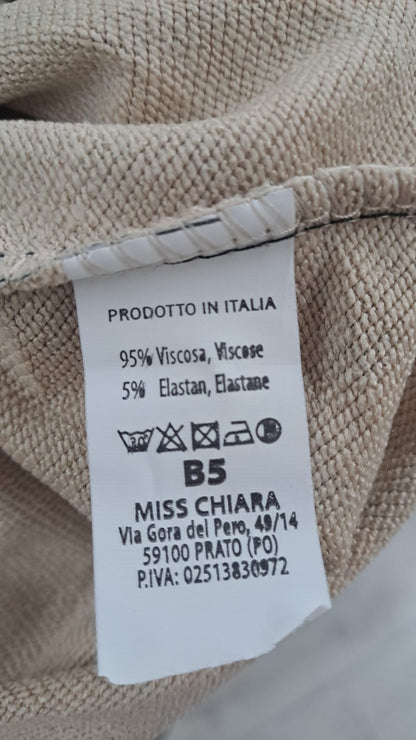 PRODOTTO IN ITALIA
95% Viscosa, Viscose
5% Elastan, Elastane
30
B5
MISS CHIARA
Via Gora del Pero, 49/14
59100 PRATO (PO)
P.IVA: 02513830972